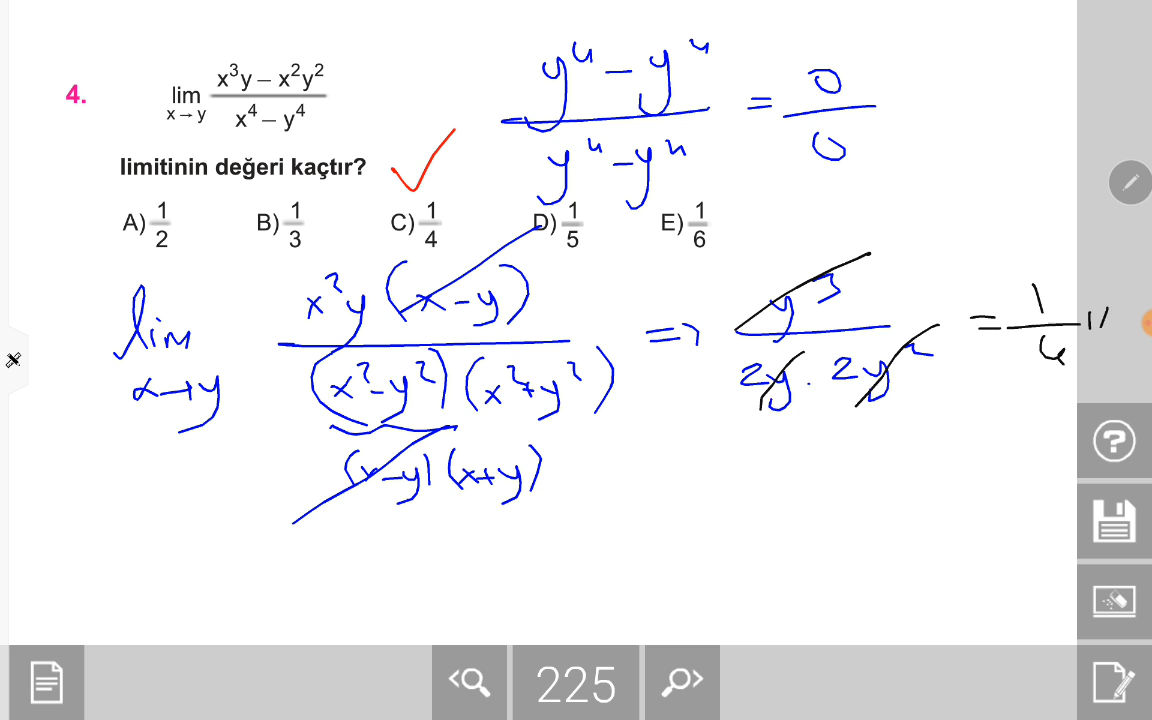 4. lim x→y (x³y – x²y²)/(x⁴ – y⁴)
limitinin değeri kaçtır?
A) 1/2 B) 1/3 C) 1/4 D) 1/5 E) 1/6
(y⁴ – y⁴)/(y⁴ – y⁴) = 0/0
lim x→y x²y(x–y)/((x²–y²)(x²+y²)) => y³/(2y · 2y²) = 1/4 //
(x–y)(x+y)
225